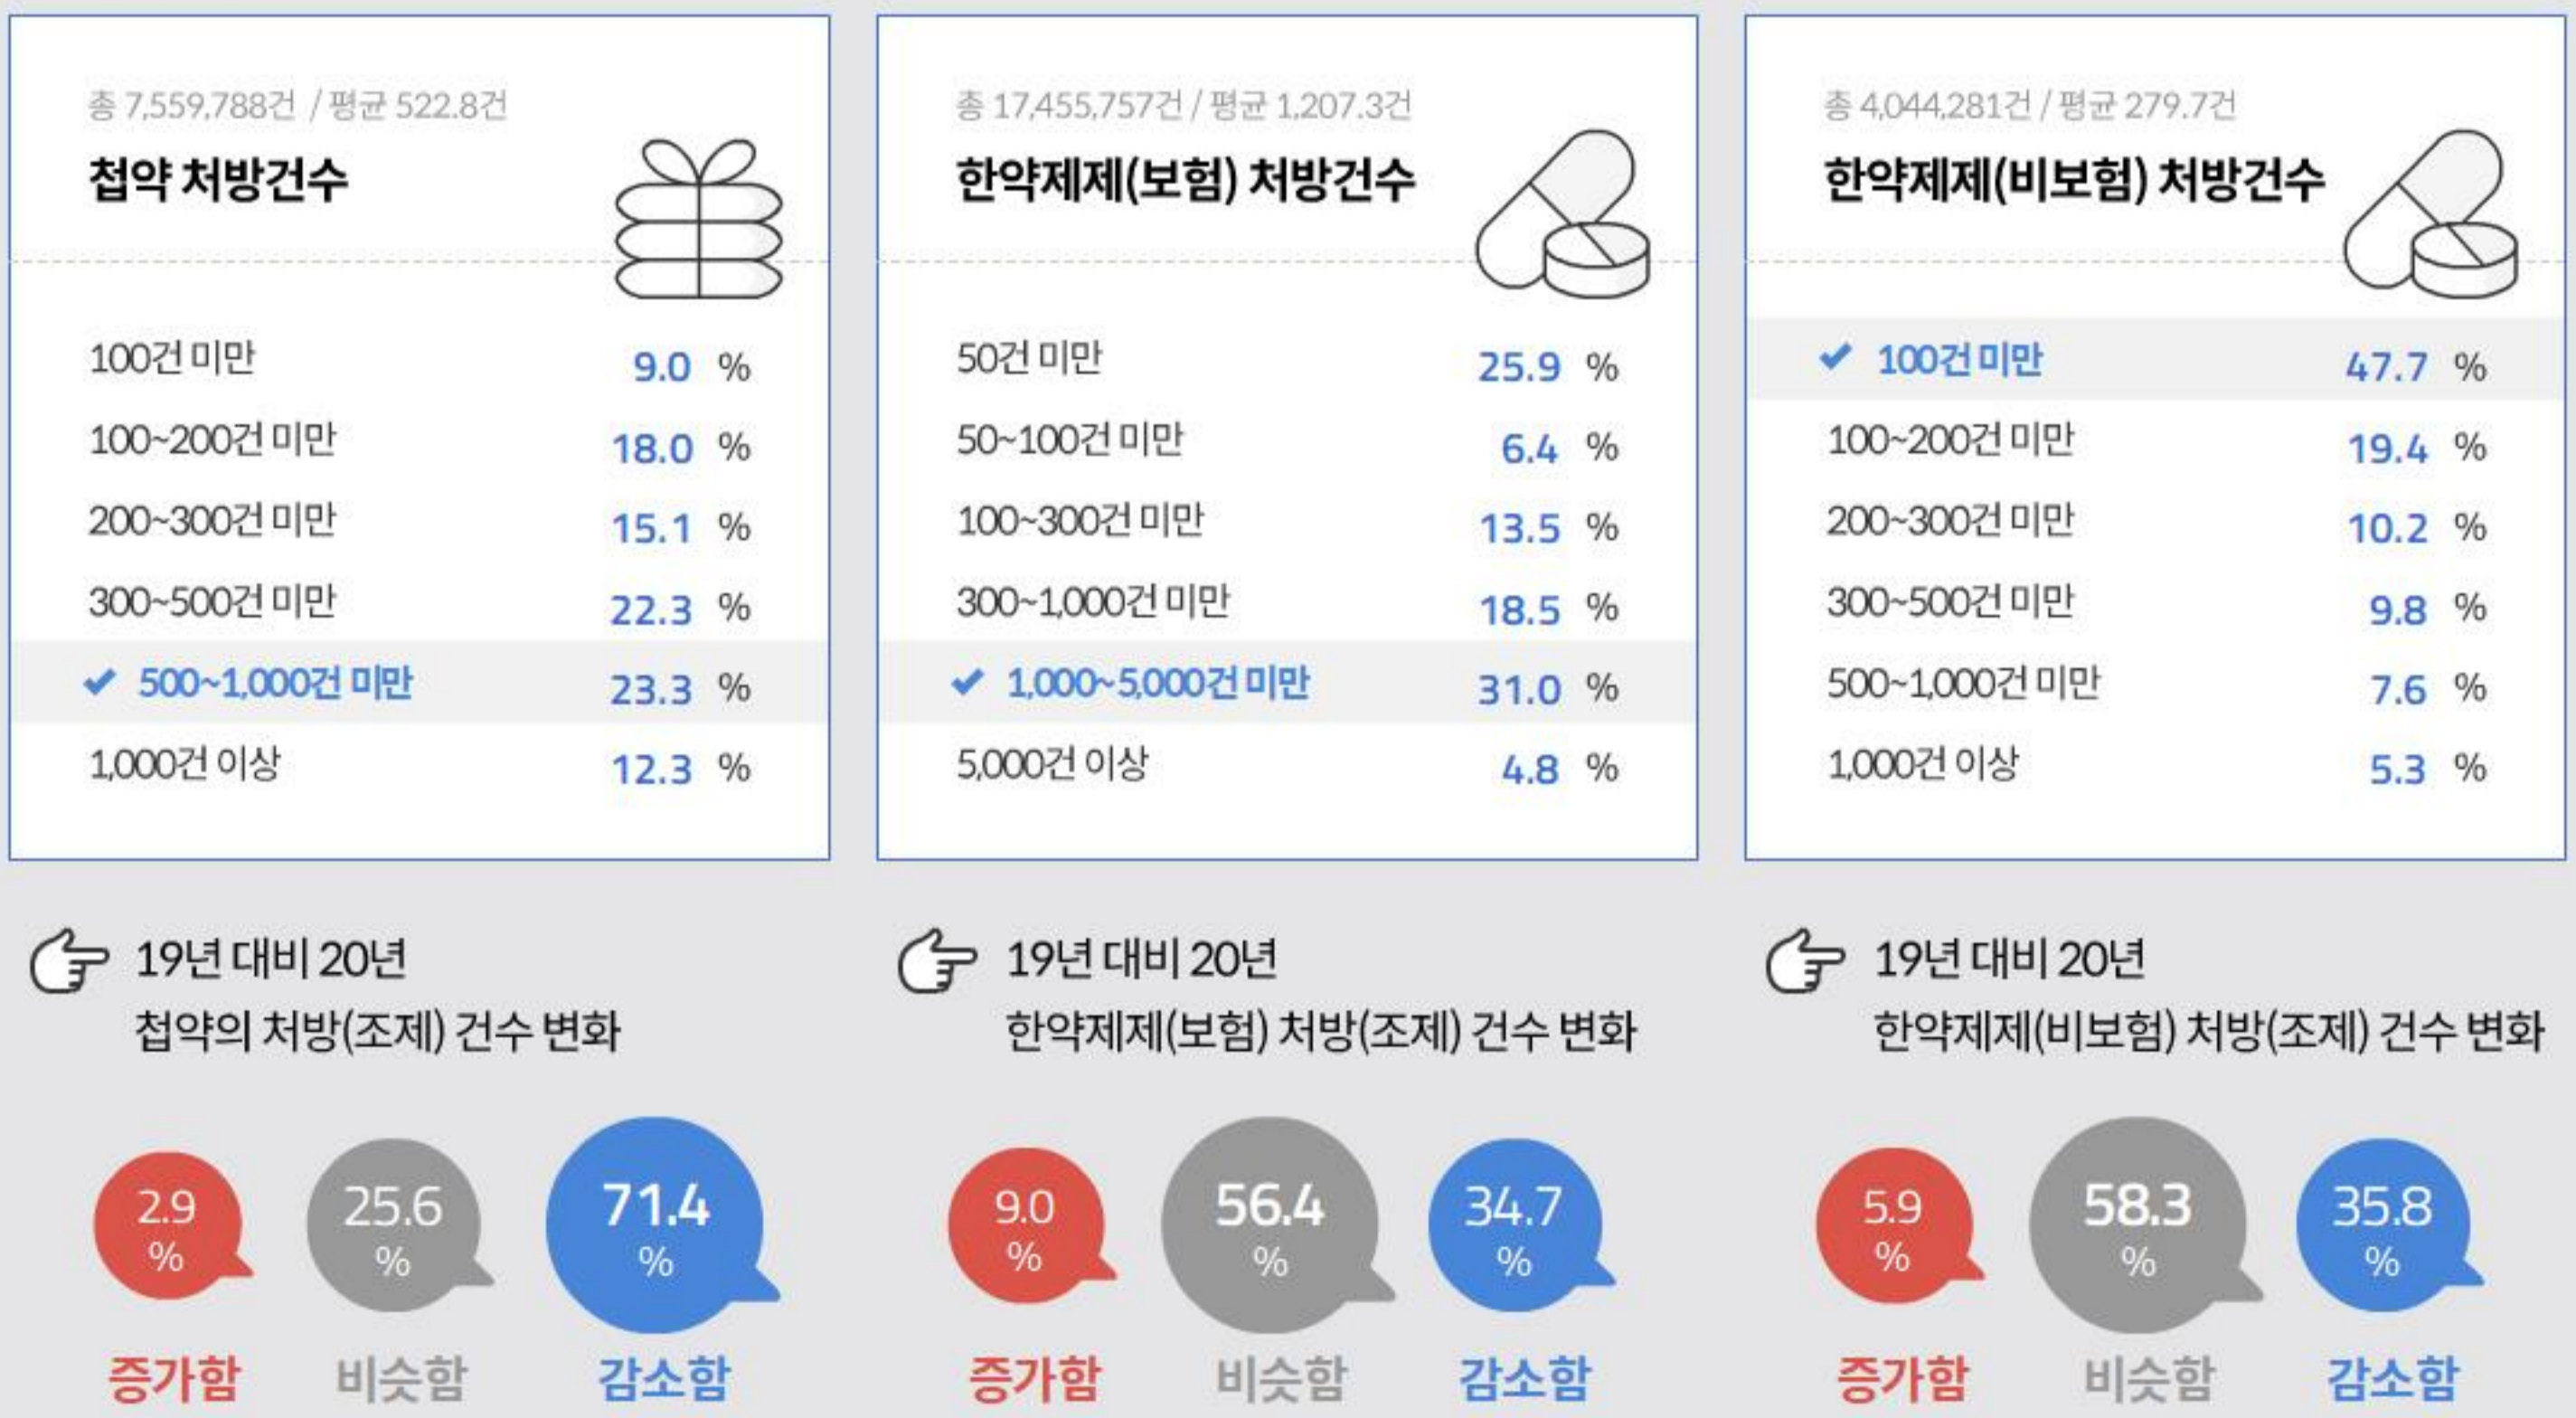 총 7,559,788건 / 평균 522.8건
첩약 처방건수
100건 미만 9.0 %
100~200건 미만 18.0 %
200~300건 미만 15.1 %
300~500건 미만 22.3 %
500~1,000건 미만 23.3 %
1,000건 이상 12.3 %
총 17,455,757건 / 평균 1,207.3건
한약제제(보험) 처방건수
50건 미만 25.9 %
50~100건 미만 6.4 %
100~300건 미만 13.5 %
300~1,000건 미만 18.5 %
1,000~5,000건 미만 31.0 %
5,000건 이상 4.8 %
총 4,044,281건 / 평균 279.7건
한약제제(비보험) 처방건수
100건 미만 47.7 %
100~200건 미만 19.4 %
200~300건 미만 10.2 %
300~500건 미만 9.8 %
500~1,000건 미만 7.6 %
1,000건 이상 5.3 %
19년 대비 20년
첩약의 처방(조제) 건수 변화
2.9 %
증가함
25.6 %
비슷함
71.4 %
감소함
19년 대비 20년
한약제제(보험) 처방(조제) 건수 변화
9.0 %
증가함
56.4 %
비슷함
34.7 %
감소함
19년 대비 20년
한약제제(비보험) 처방(조제) 건수 변화
5.9 %
증가함
58.3 %
비슷함
35.8 %
감소함